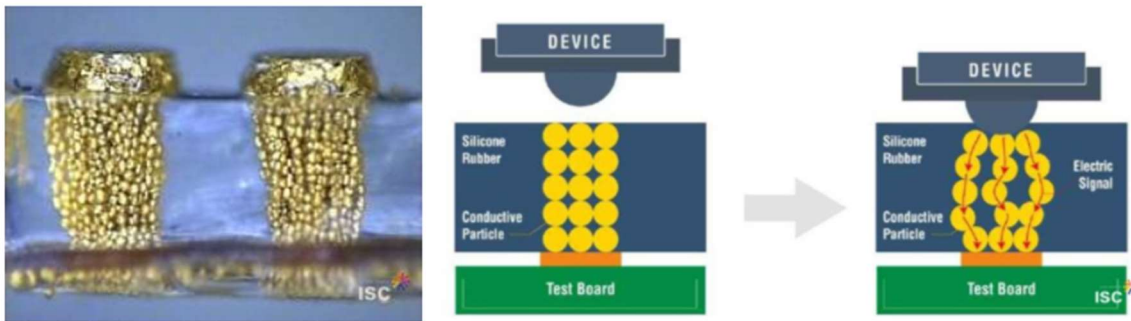 ISC
DEVICE
Silicone
Rubber
Conductive
Particle
Test Board
DEVICE
Silicone
Rubber
Electric
Signal
Conductive
Particle
Test Board
ISC